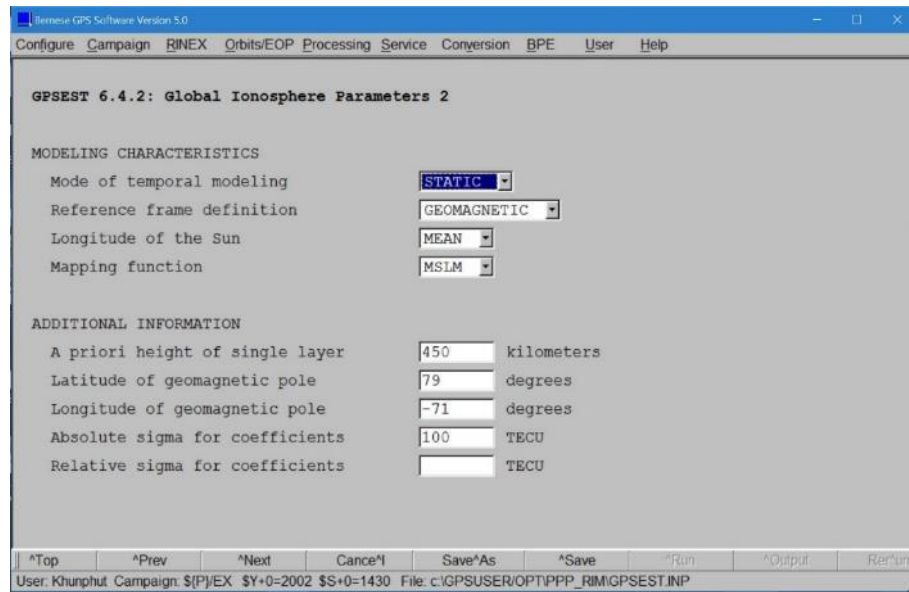 Bernese GPS Software Version 5.0
Configure Campaign RINEX Orbits/EOP Processing Service Conversion BPE User Help
GPSEST 6.4.2: Global Ionosphere Parameters 2
MODELING CHARACTERISTICS
Mode of temporal modeling STATIC
Reference frame definition GEOMAGNETIC
Longitude of the Sun MEAN
Mapping function MSLM
ADDITIONAL INFORMATION
A priori height of single layer 450 kilometers
Latitude of geomagnetic pole 79 degrees
Longitude of geomagnetic pole -71 degrees
Absolute sigma for coefficients 100 TECU
Relative sigma for coefficients TECU
^Top ^Prev ^Next Cance^l Save^As ^Save ^Run ^Output Rer^un
User: Khunphut Campaign: ${P}/EX $Y+0=2002 $S+0=1430 File: c:\GPSUSER/OPT\PPP_RIM\GPSEST.INP